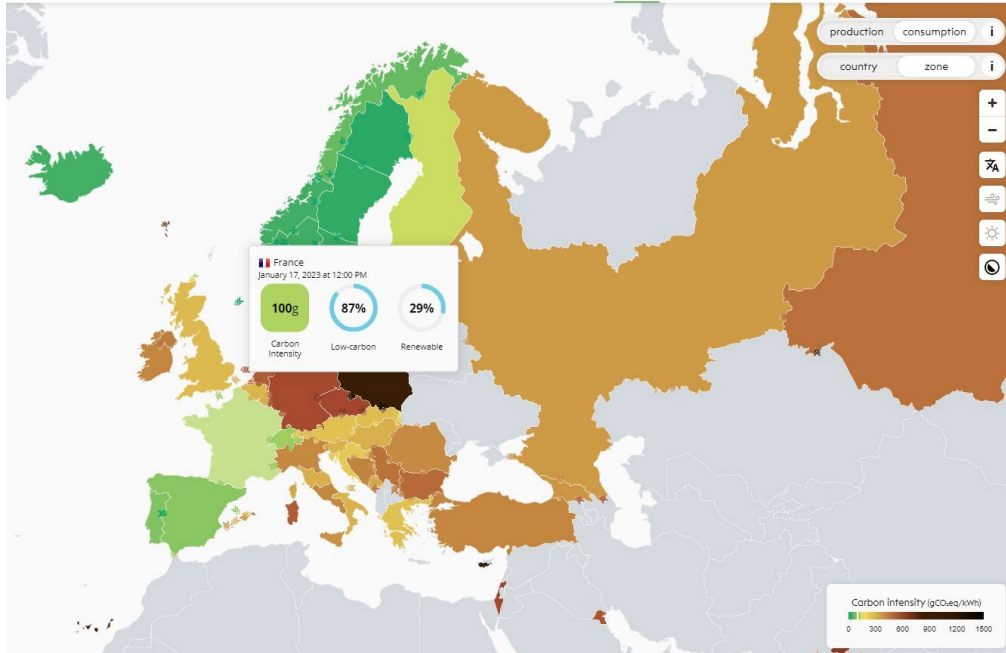 production consumption i
country zone i
+
−
France
January 17, 2023 at 12:00 PM
100g
87%
29%
Carbon
Intensity
Low-carbon
Renewable
Carbon intensity (gCO₂eq/kWh)
0 300 600 900 1200 1500